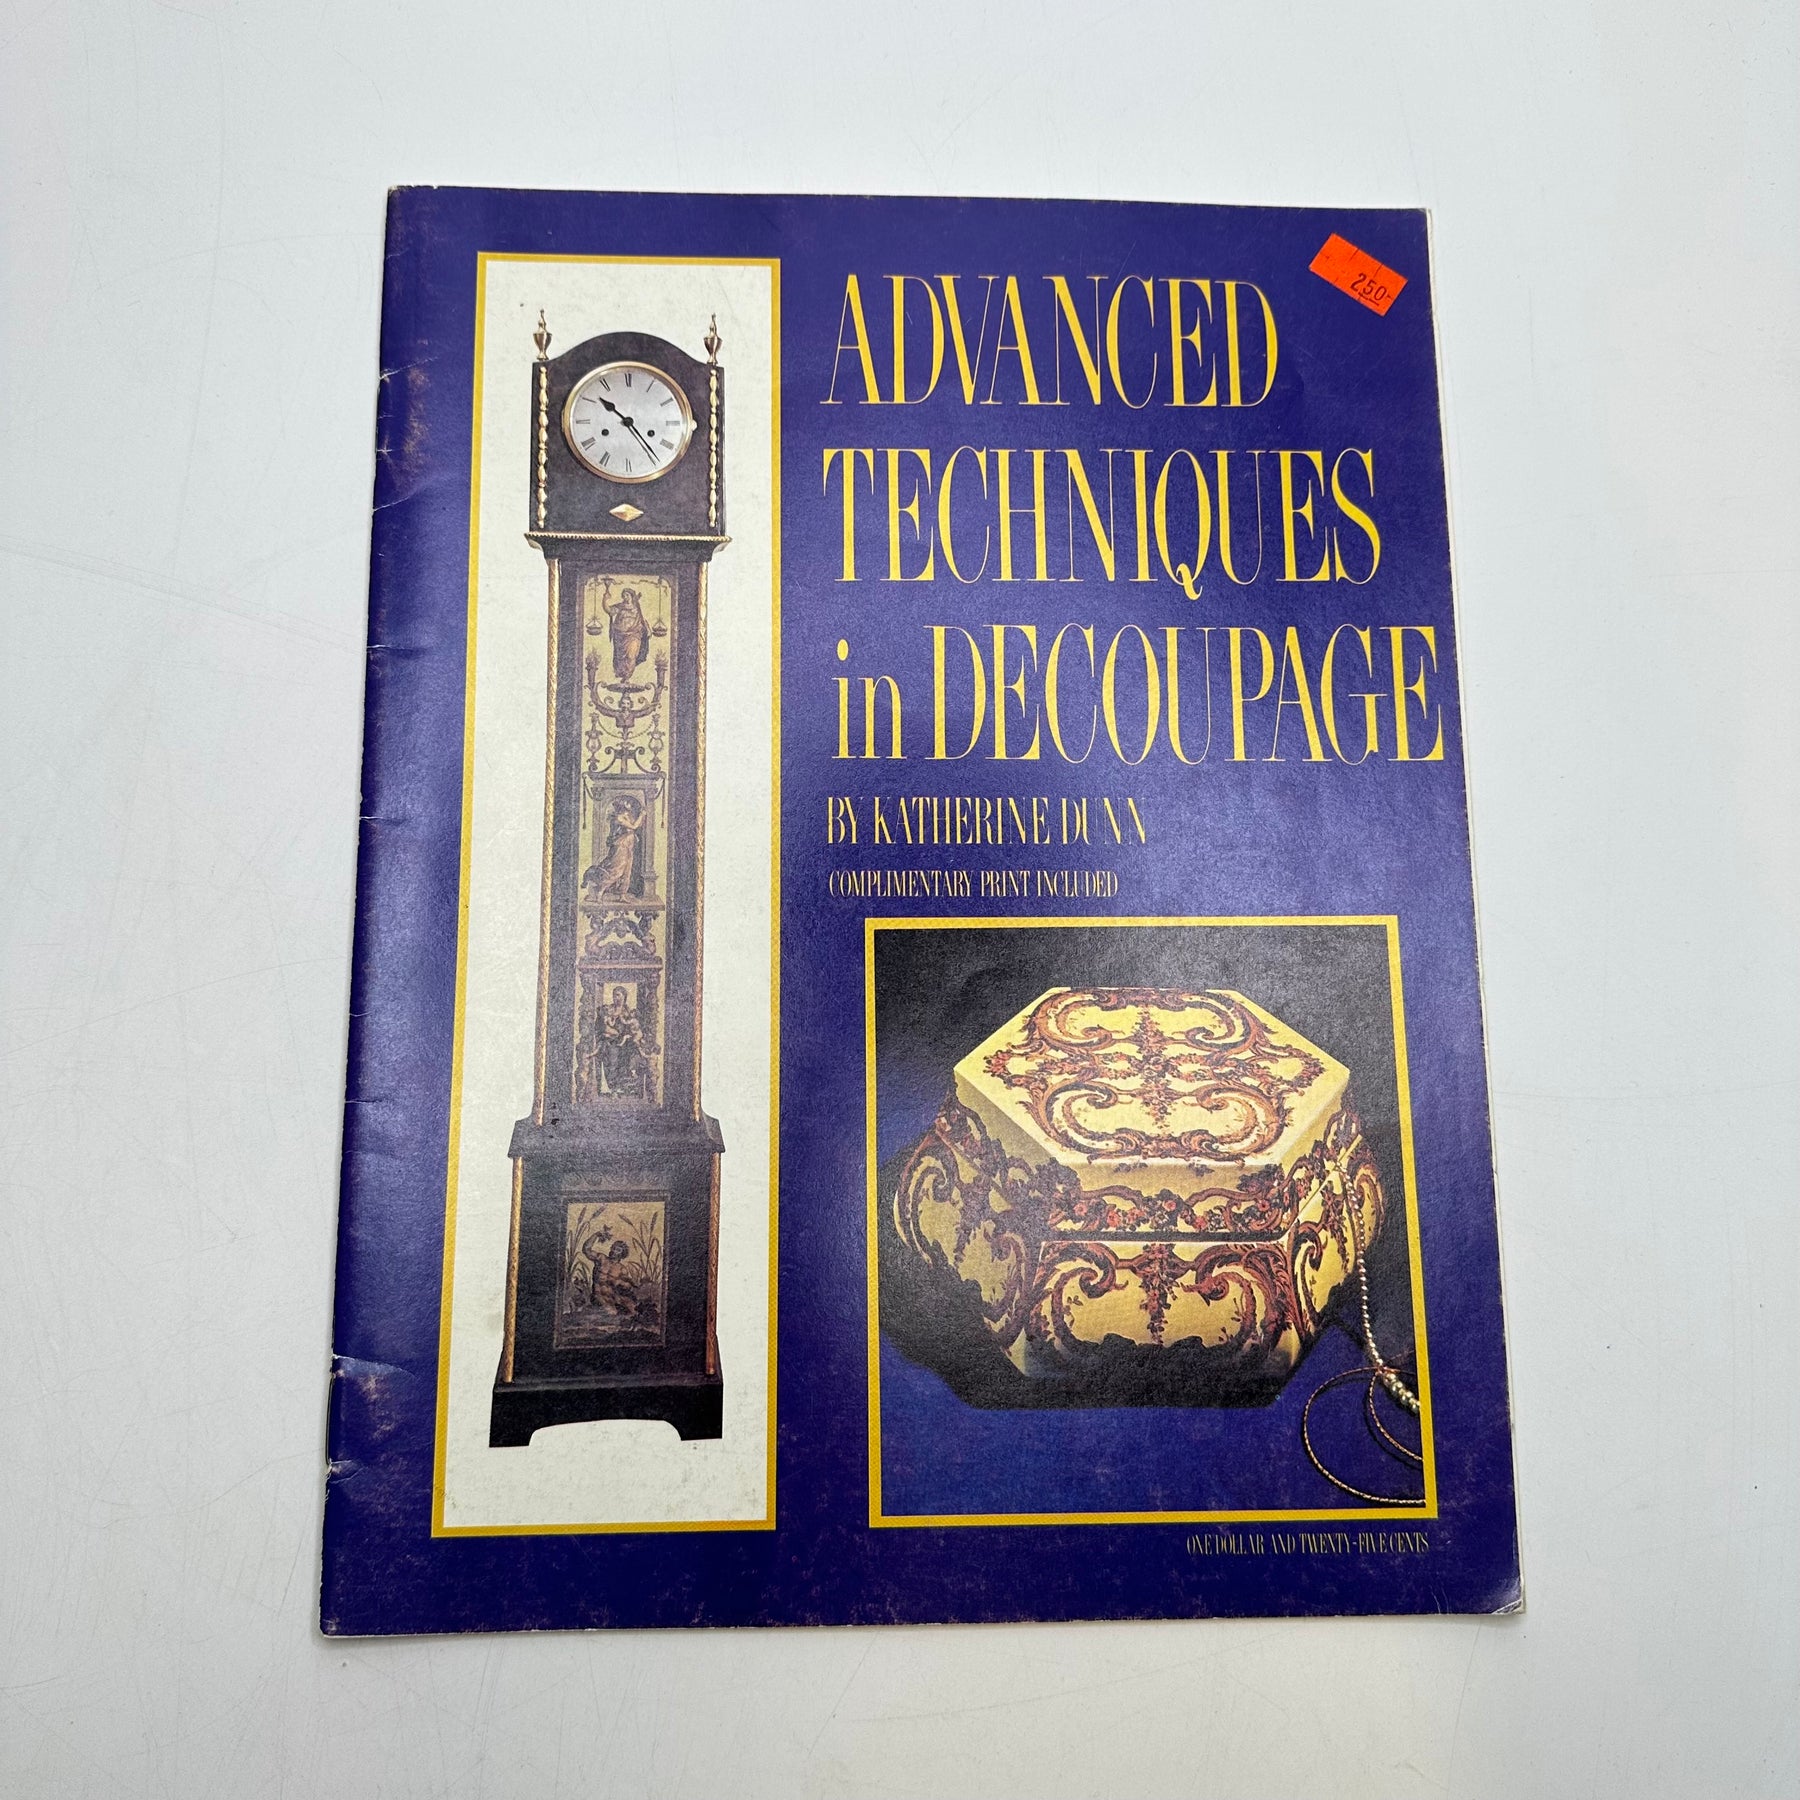 ADVANCED
TECHNIQUES
in DECOUPAGE
BY KATHERINE DUNN
COMPLIMENTARY PRINT INCLUDED
ONE DOLLAR AND TWENTY-FIVE CENTS
250